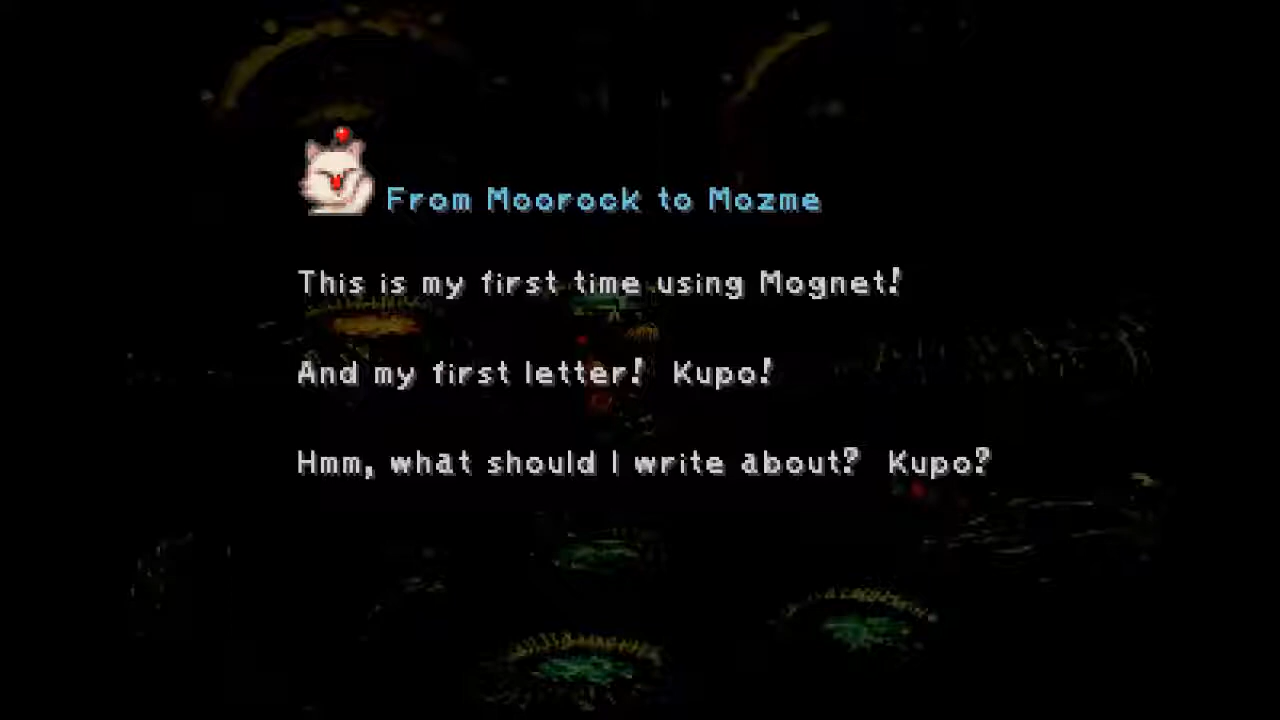 From Moorock to Mozme
This is my first time using Mognet!
And my first letter! Kupo!
Hmm, what should I write about? Kupo?